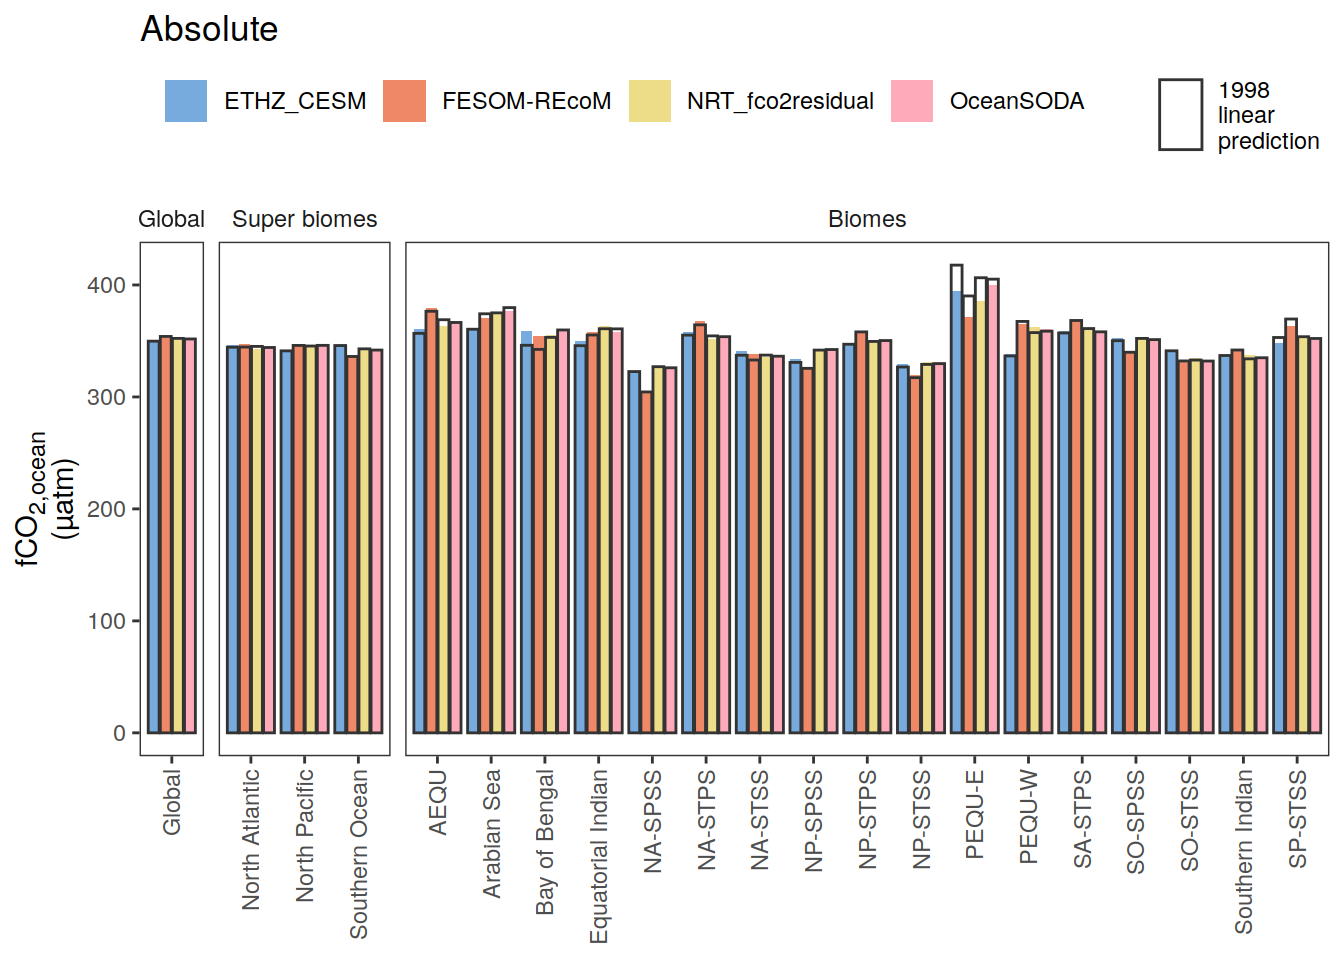 Absolute
ETHZ_CESM
FESOM-REcoM
NRT_fco2residual
OceanSODA
1998
linear
prediction
Global
Super biomes
Biomes
fCO2,ocean
(µatm)
400
300
200
100
0
Global
North Atlantic
North Pacific
Southern Ocean
AEQU
Arabian Sea
Bay of Bengal
Equatorial Indian
NA-SPSS
NA-STPS
NA-STSS
NP-SPSS
NP-STPS
NP-STSS
PEQU-E
PEQU-W
SA-STPS
SO-SPSS
SO-STSS
Southern Indian
SP-STSS